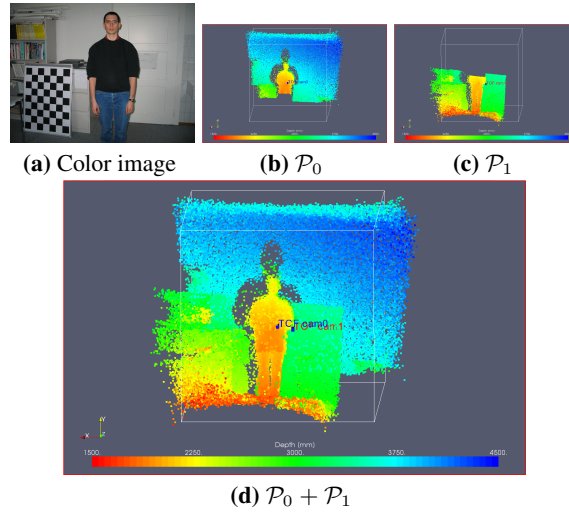 (a) Color image
(b) P₀
(c) P₁
TCF cam0
TCF cam1
Y
X
Z
Depth (mm)
1500. 2250. 3000. 3750. 4500.
(d) P₀ + P₁